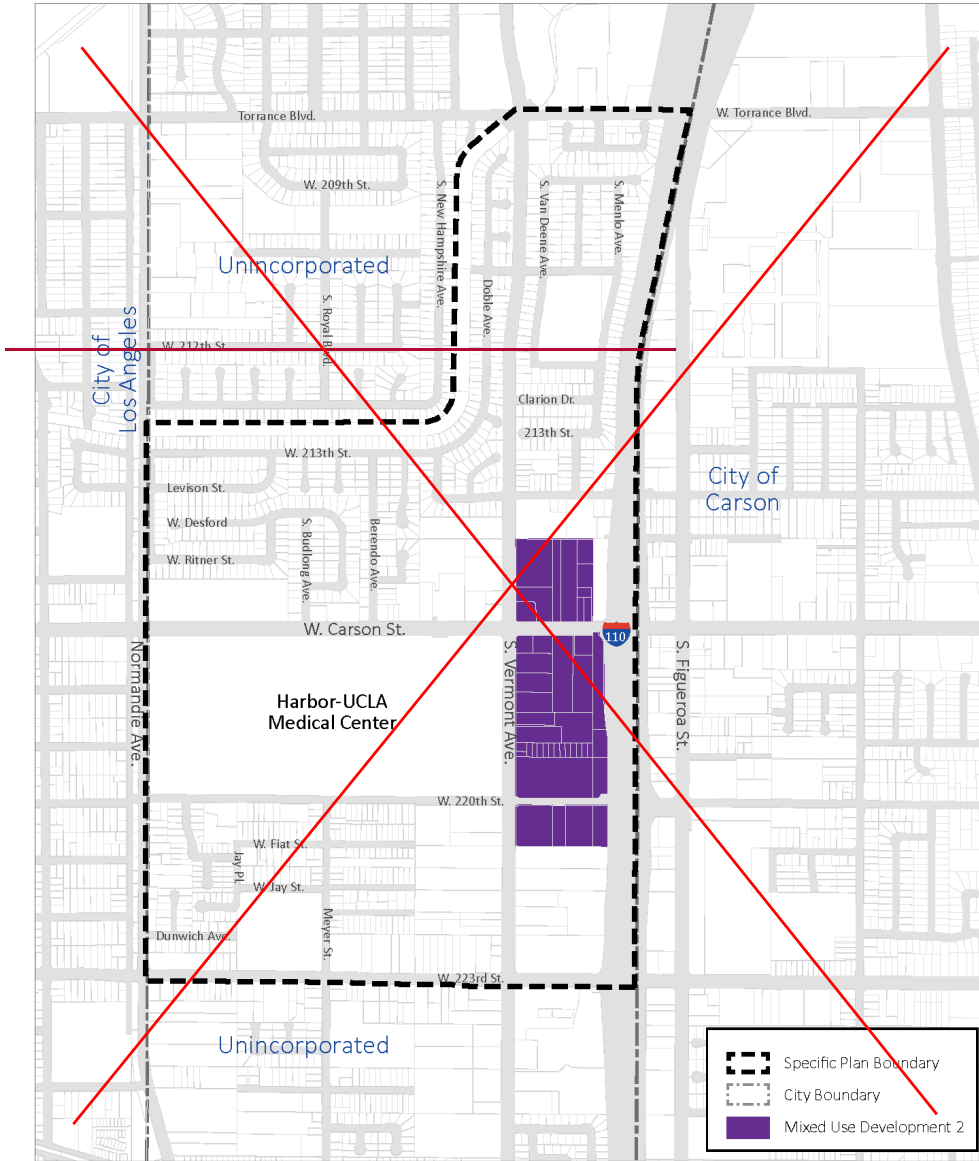 Torrance Blvd.
W. Torrance Blvd.
W. 209th St.
S. New Hampshire Ave.
S. Van Deene Ave.
S. Menlo Ave.
Unincorporated
Doble Ave.
S. Royal Blvd.
W. 212th St.
City of
Los Angeles
Clarion Dr.
213th St.
W. 213th St.
City of
Carson
Levison St.
W. Desford
S. Budlong Ave.
Berendo Ave.
W. Ritner St.
W. Carson St.
110
Normandie Ave.
Harbor-UCLA
Medical Center
S. Vermont Ave.
S. Figueroa St.
W. 220th St.
W. Fiat St.
Jay Pl.
W. Jay St.
Meyer St.
Dunwich Ave.
W. 223rd St.
Unincorporated
Specific Plan Boundary
City Boundary
Mixed Use Development 2